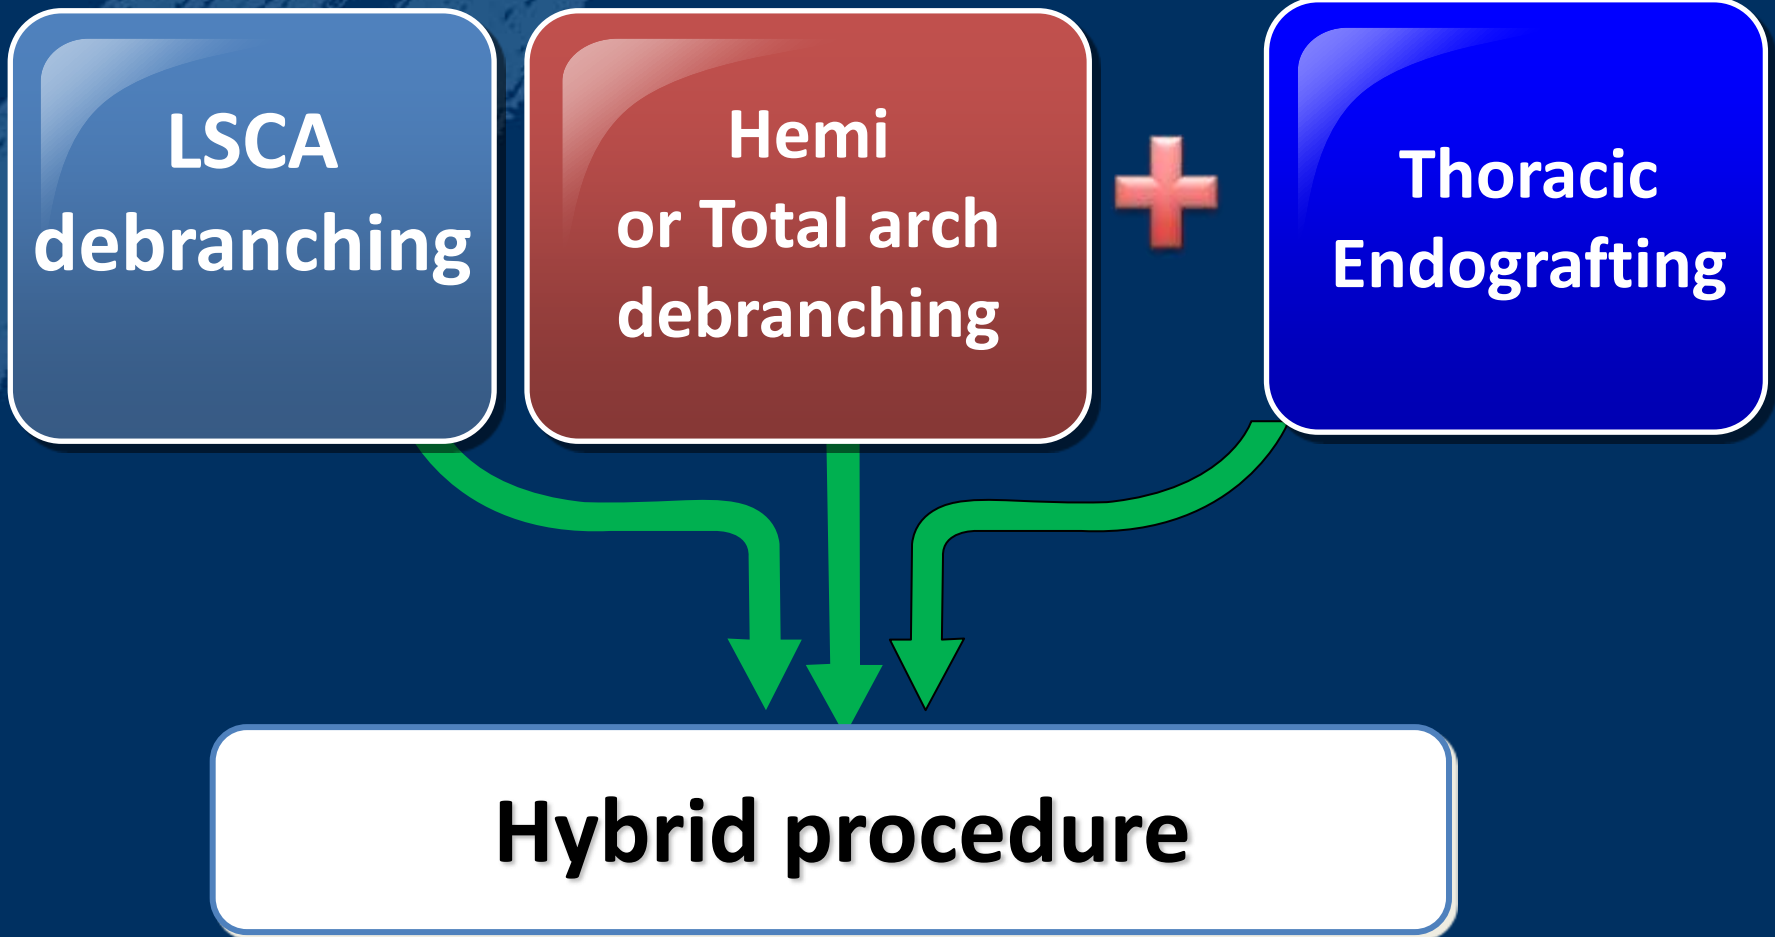 LSCA
debranching
Hemi
or Total arch
debranching
Thoracic
Endografting
Hybrid procedure